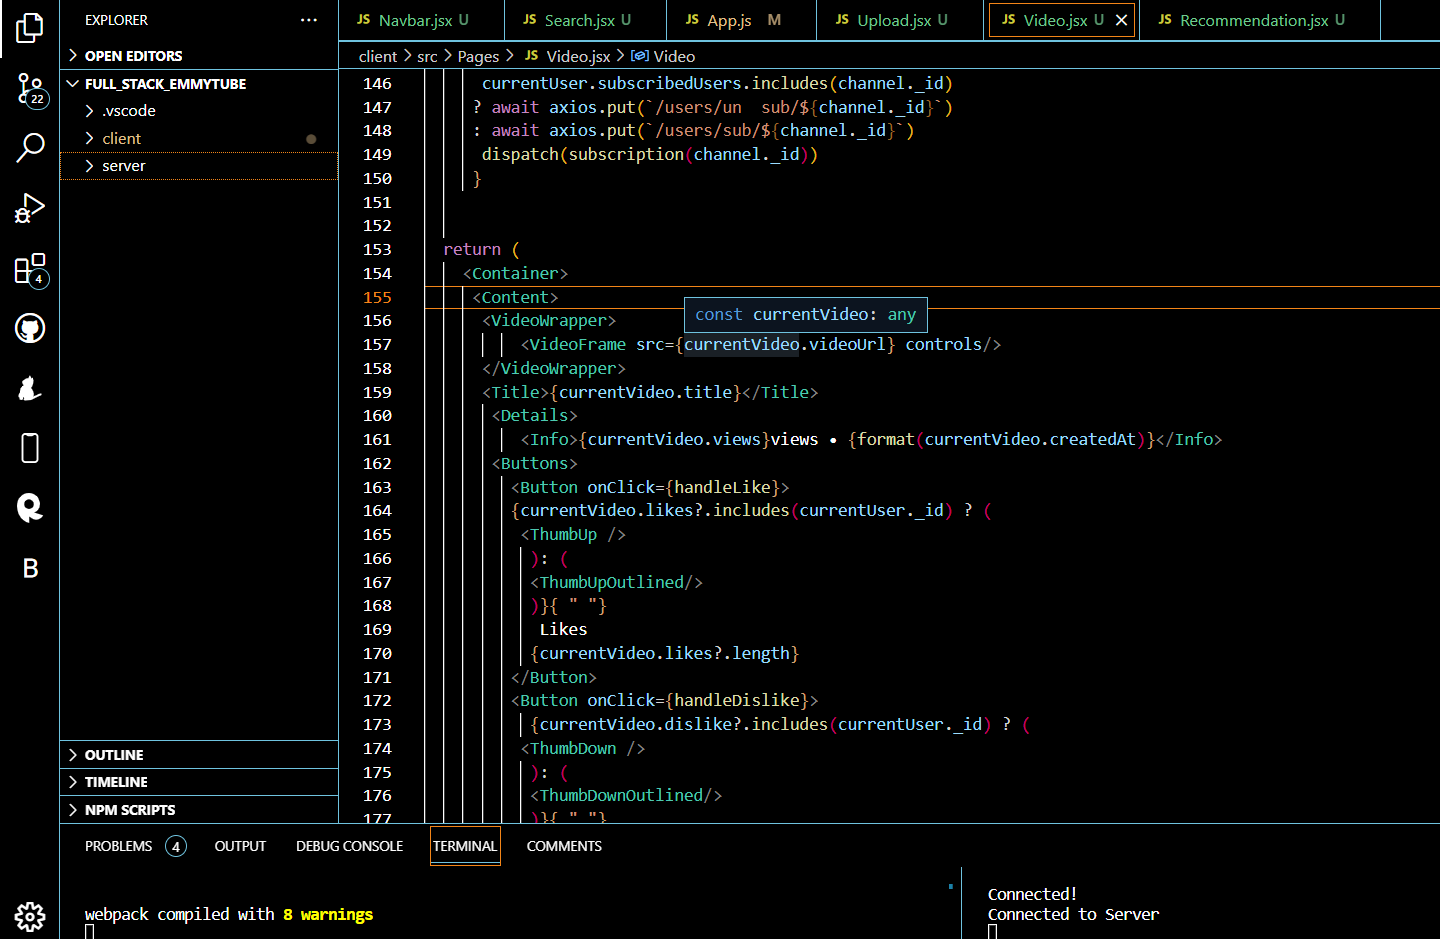 EXPLORER
Navbar.jsx U
Search.jsx U
App.js M
Upload.jsx U
Video.jsx U
Recommendation.jsx U
OPEN EDITORS
FULL_STACK_EMMYTUBE
.vscode
client
server
22
4
B
client > src > Pages > JS Video.jsx > Video
146 currentUser.subscribedUsers.includes(channel._id)
147 ? await axios.put(`/users/un  sub/${channel._id}`)
148 : await axios.put(`/users/sub/${channel._id}`)
149 dispatch(subscription(channel._id))
150 }
151
152
153 return (
154 <Container>
155 <Content>
const currentVideo: any
156 <VideoWrapper>
157 <VideoFrame src={currentVideo.videoUrl} controls/>
158 </VideoWrapper>
159 <Title>{currentVideo.title}</Title>
160 <Details>
161 <Info>{currentVideo.views}views • {format(currentVideo.createdAt)}</Info>
162 <Buttons>
163 <Button onClick={handleLike}>
164 {currentVideo.likes?.includes(currentUser._id) ? (
165 <ThumbUp />
166 ): (
167 <ThumbUpOutlined/>
168 )}{ " "}
169 Likes
170 {currentVideo.likes?.length}
171 </Button>
172 <Button onClick={handleDislike}>
173 {currentVideo.dislike?.includes(currentUser._id) ? (
174 <ThumbDown />
175 ): (
176 <ThumbDownOutlined/>
177 )}{ " "}
OUTLINE
TIMELINE
NPM SCRIPTS
PROBLEMS 4 OUTPUT DEBUG CONSOLE TERMINAL COMMENTS
webpack compiled with 8 warnings
Connected!
Connected to Server